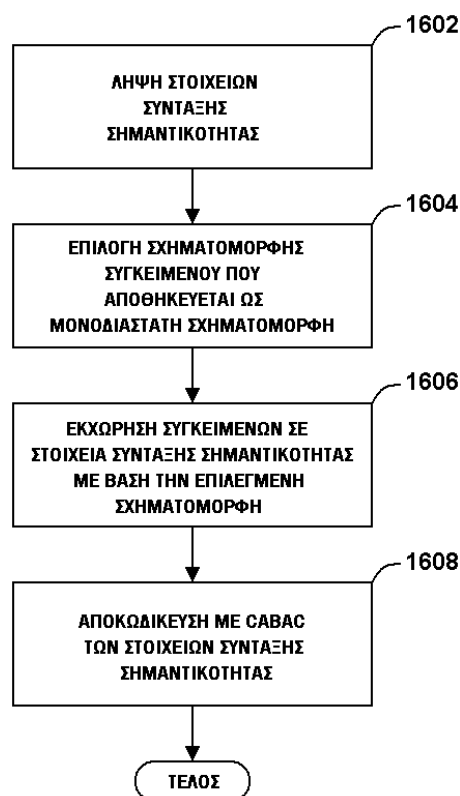 1602
ΛΗΨΗ ΣΤΟΙΧΕΙΩΝ
ΣΥΝΤΑΞΗΣ
ΣΗΜΑΝΤΙΚΟΤΗΤΑΣ
1604
ΕΠΙΛΟΓΗ ΣΧΗΜΑΤΟΜΟΡΦΗΣ
ΣΥΓΚΕΙΜΕΝΟΥ ΠΟΥ
ΑΠΟΘΗΚΕΥΕΤΑΙ ΩΣ
ΜΟΝΟΔΙΑΣΤΑΤΗ ΣΧΗΜΑΤΟΜΟΡΦΗ
1606
ΕΚΧΩΡΗΣΗ ΣΥΓΚΕΙΜΕΝΩΝ ΣΕ
ΣΤΟΙΧΕΙΑ ΣΥΝΤΑΞΗΣ ΣΗΜΑΝΤΙΚΟΤΗΤΑΣ
ΜΕ ΒΑΣΗ ΤΗΝ ΕΠΙΛΕΓΜΕΝΗ
ΣΧΗΜΑΤΟΜΟΡΦΗ
1608
ΑΠΟΚΩΔΙΚΕΥΣΗ ΜΕ CABAC
ΤΩΝ ΣΤΟΙΧΕΙΩΝ ΣΥΝΤΑΞΗΣ
ΣΗΜΑΝΤΙΚΟΤΗΤΑΣ
ΤΕΛΟΣ